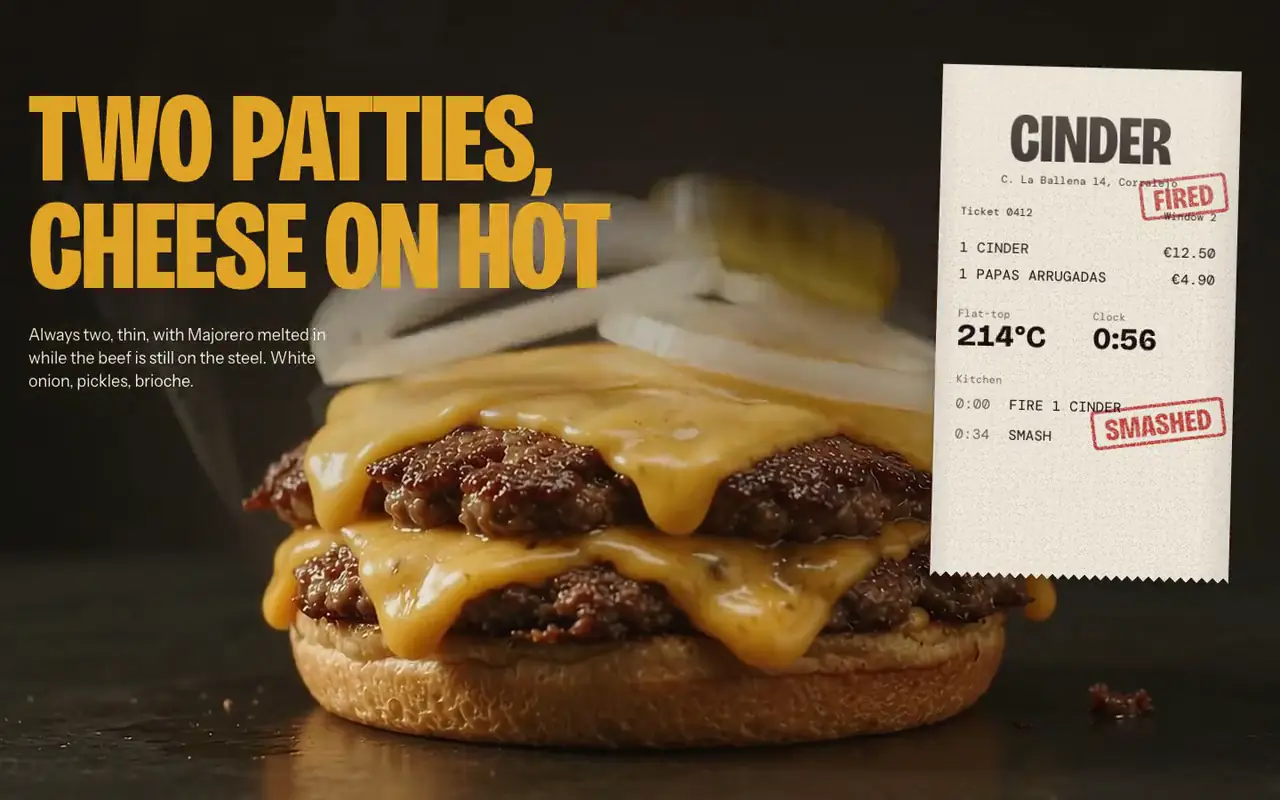 TWO PATTIES,
CHEESE ON HOT
Always two, thin, with Majorero melted in
while the beef is still on the steel. White
onion, pickles, brioche.
CINDER
C. La Ballena 14, Corralejo
FIRED
Ticket 0412
Window 2
1 CINDER €12.50
1 PAPAS ARRUGADAS €4.90
Flat-top Clock
214°C 0:56
Kitchen
0:00 FIRE 1 CINDER
SMASHED
0:34 SMASH